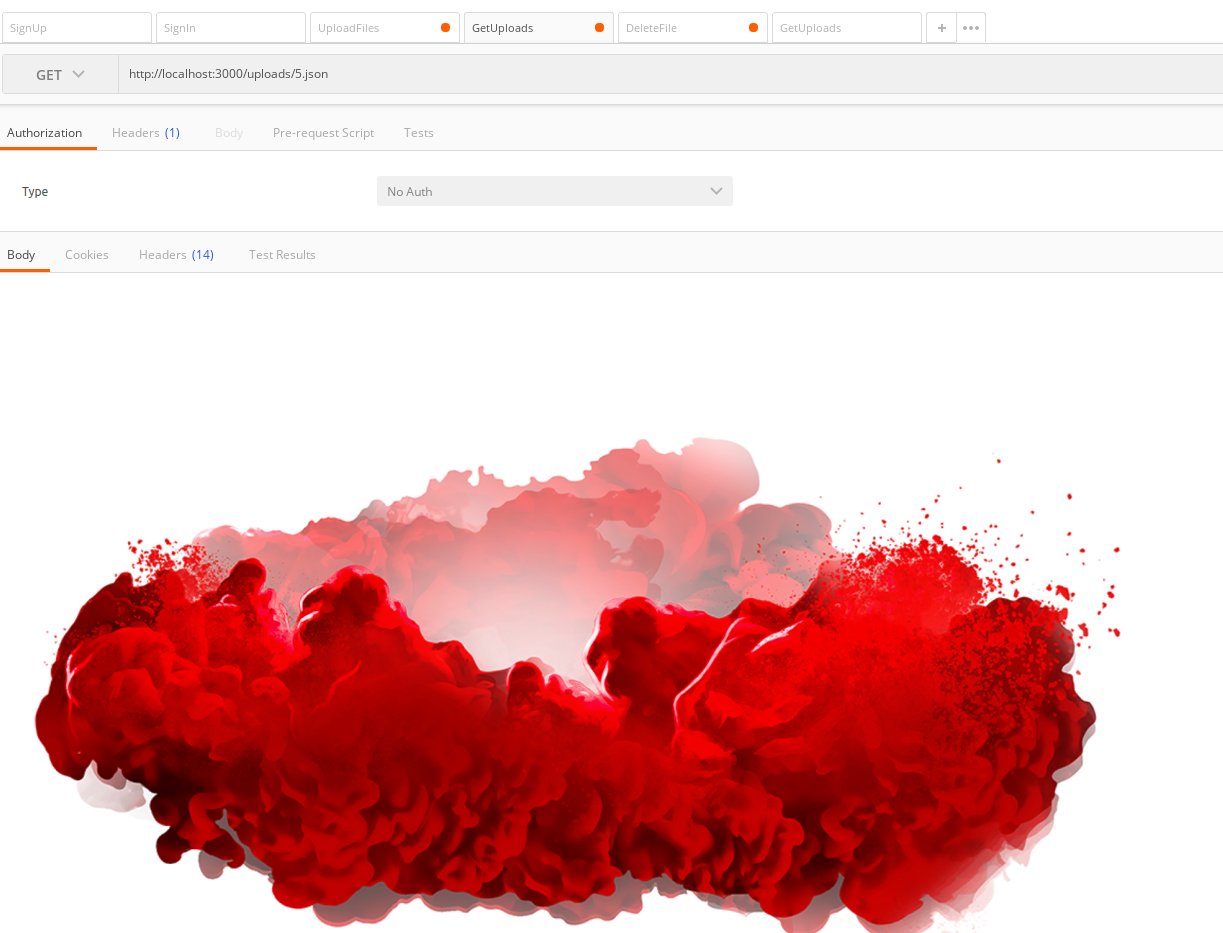 SignUp SignIn UploadFiles GetUploads DeleteFile GetUploads + •••
GET http://localhost:3000/uploads/5.json
Authorization Headers (1) Body Pre-request Script Tests
Type No Auth
Body Cookies Headers (14) Test Results